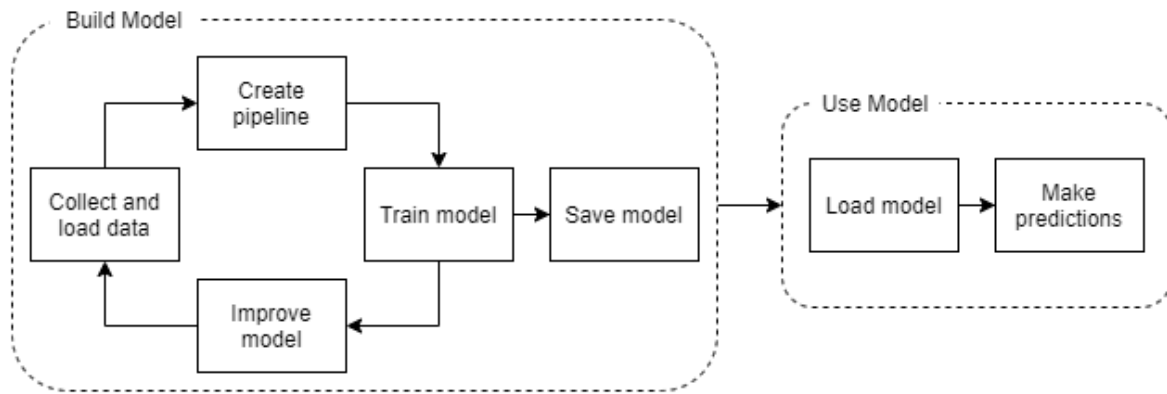 Build Model
Create
pipeline
Use Model
Collect and
load data
Train model
Save model
Load model
Make
predictions
Improve
model